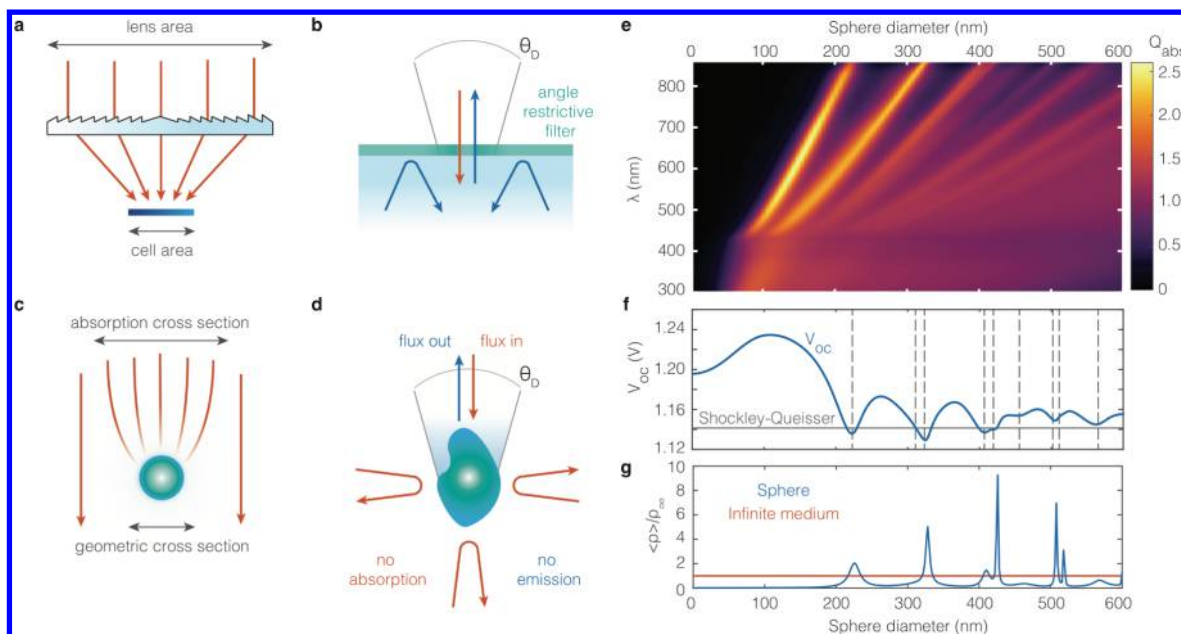 a
lens area
cell area
b
θD
angle
restrictive
filter
c
absorption cross section
geometric cross section
d
flux out
flux in
θD
no
absorption
no
emission
e
Sphere diameter (nm)
0 100 200 300 400 500 600
Qabs
800
700
600
500
400
300
λ (nm)
2.5
2.0
1.5
1.0
0.5
0
f
1.24
1.20
1.16
1.12
Voc (V)
Voc
Shockley-Queisser
g
10
8
6
4
2
0
<ρ>/ρ∞
Sphere
Infinite medium
0 100 200 300 400 500 600
Sphere diameter (nm)